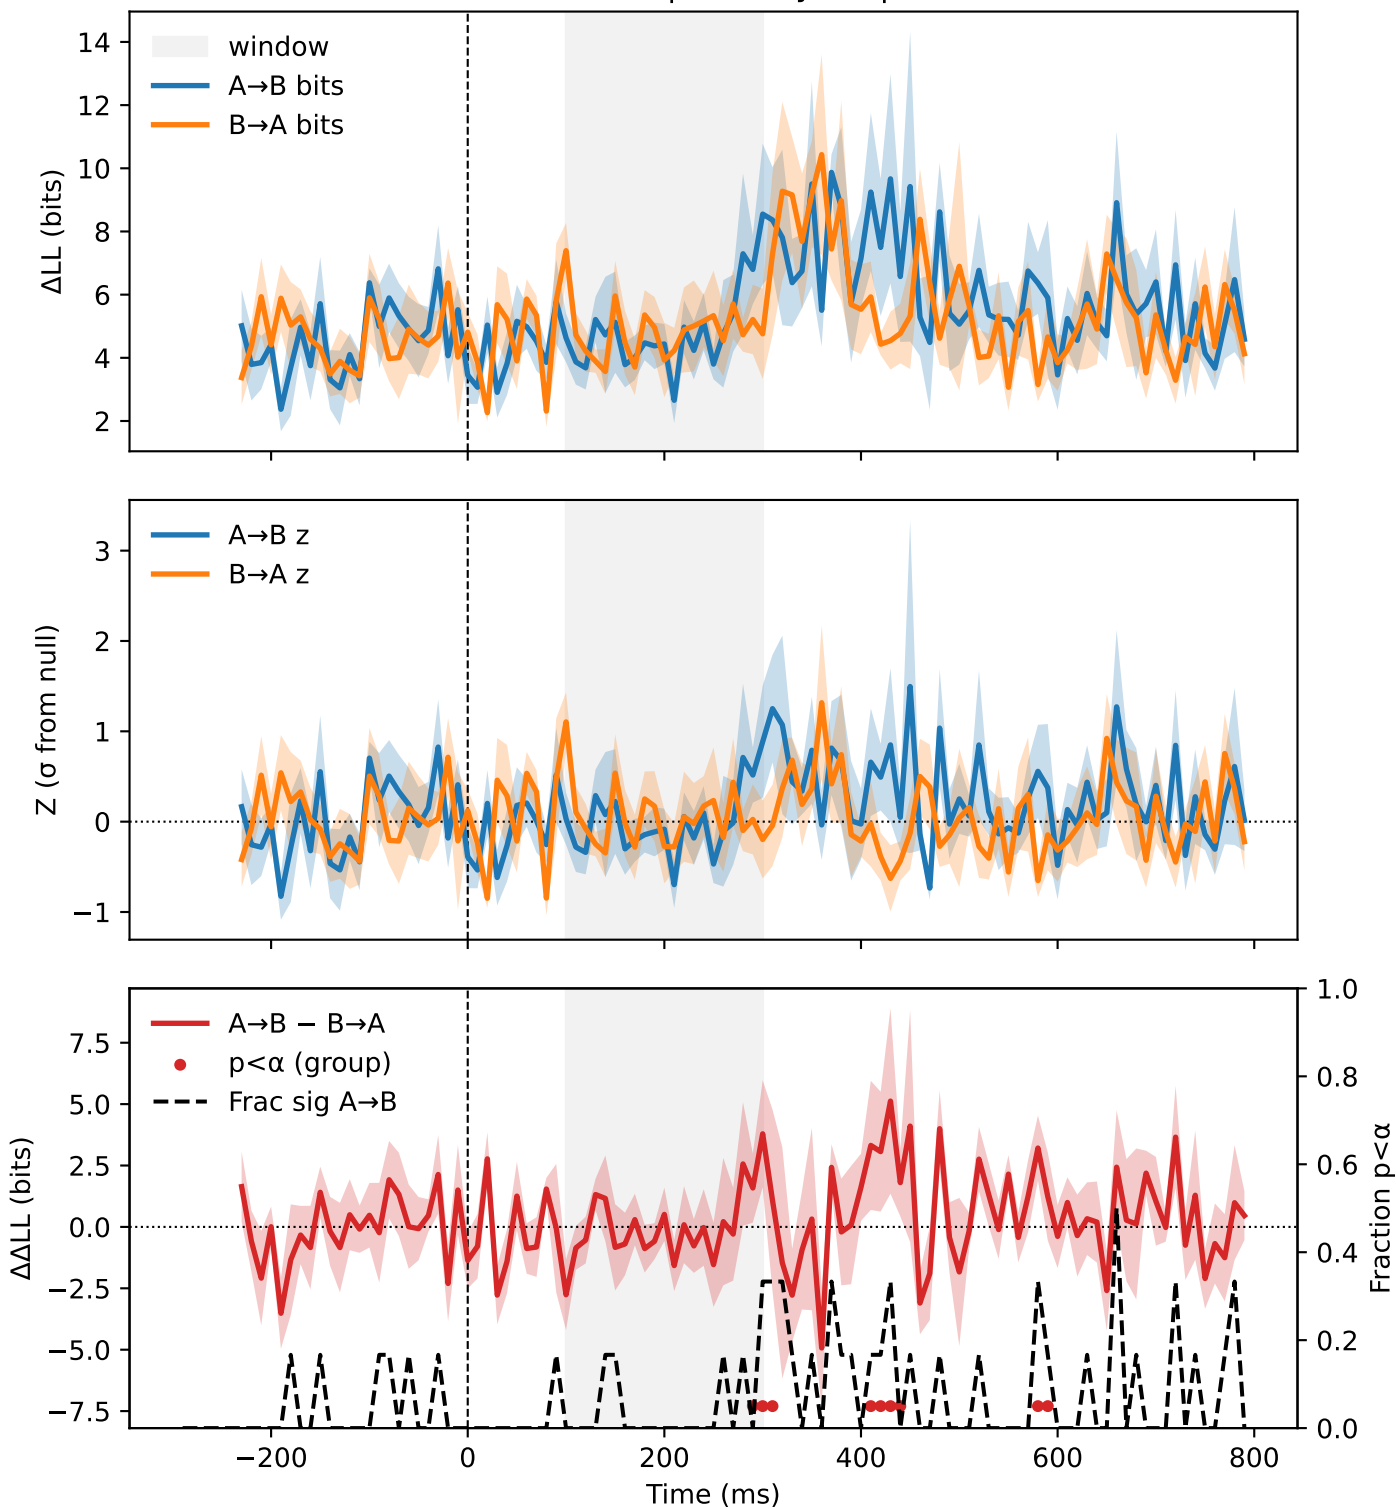 14
12
10
8
6
4
2
ΔLL (bits)
window
A→B bits
B→A bits
3
2
1
0
−1
Z (σ from null)
A→B z
B→A z
7.5
5.0
2.5
0.0
−2.5
−5.0
−7.5
ΔΔLL (bits)
A→B − B→A
p<α (group)
Frac sig A→B
1.0
0.8
0.6
0.4
0.2
0.0
Fraction p<α
−200
0
200
400
600
800
Time (ms)